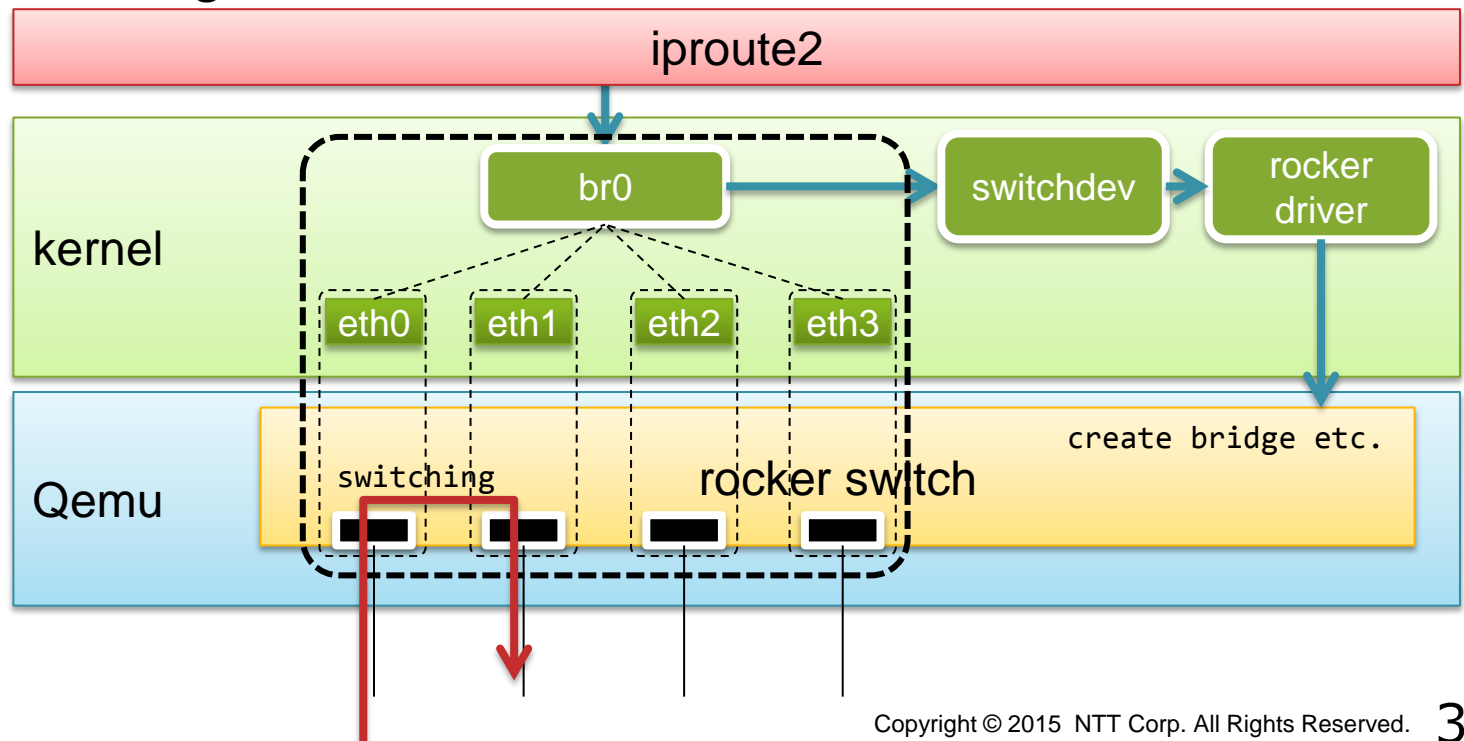 iproute2
kernel
br0
switchdev
rocker
driver
eth0
eth1
eth2
eth3
Qemu
create bridge etc.
switching
rocker switch
Copyright © 2015 NTT Corp. All Rights Reserved.
3